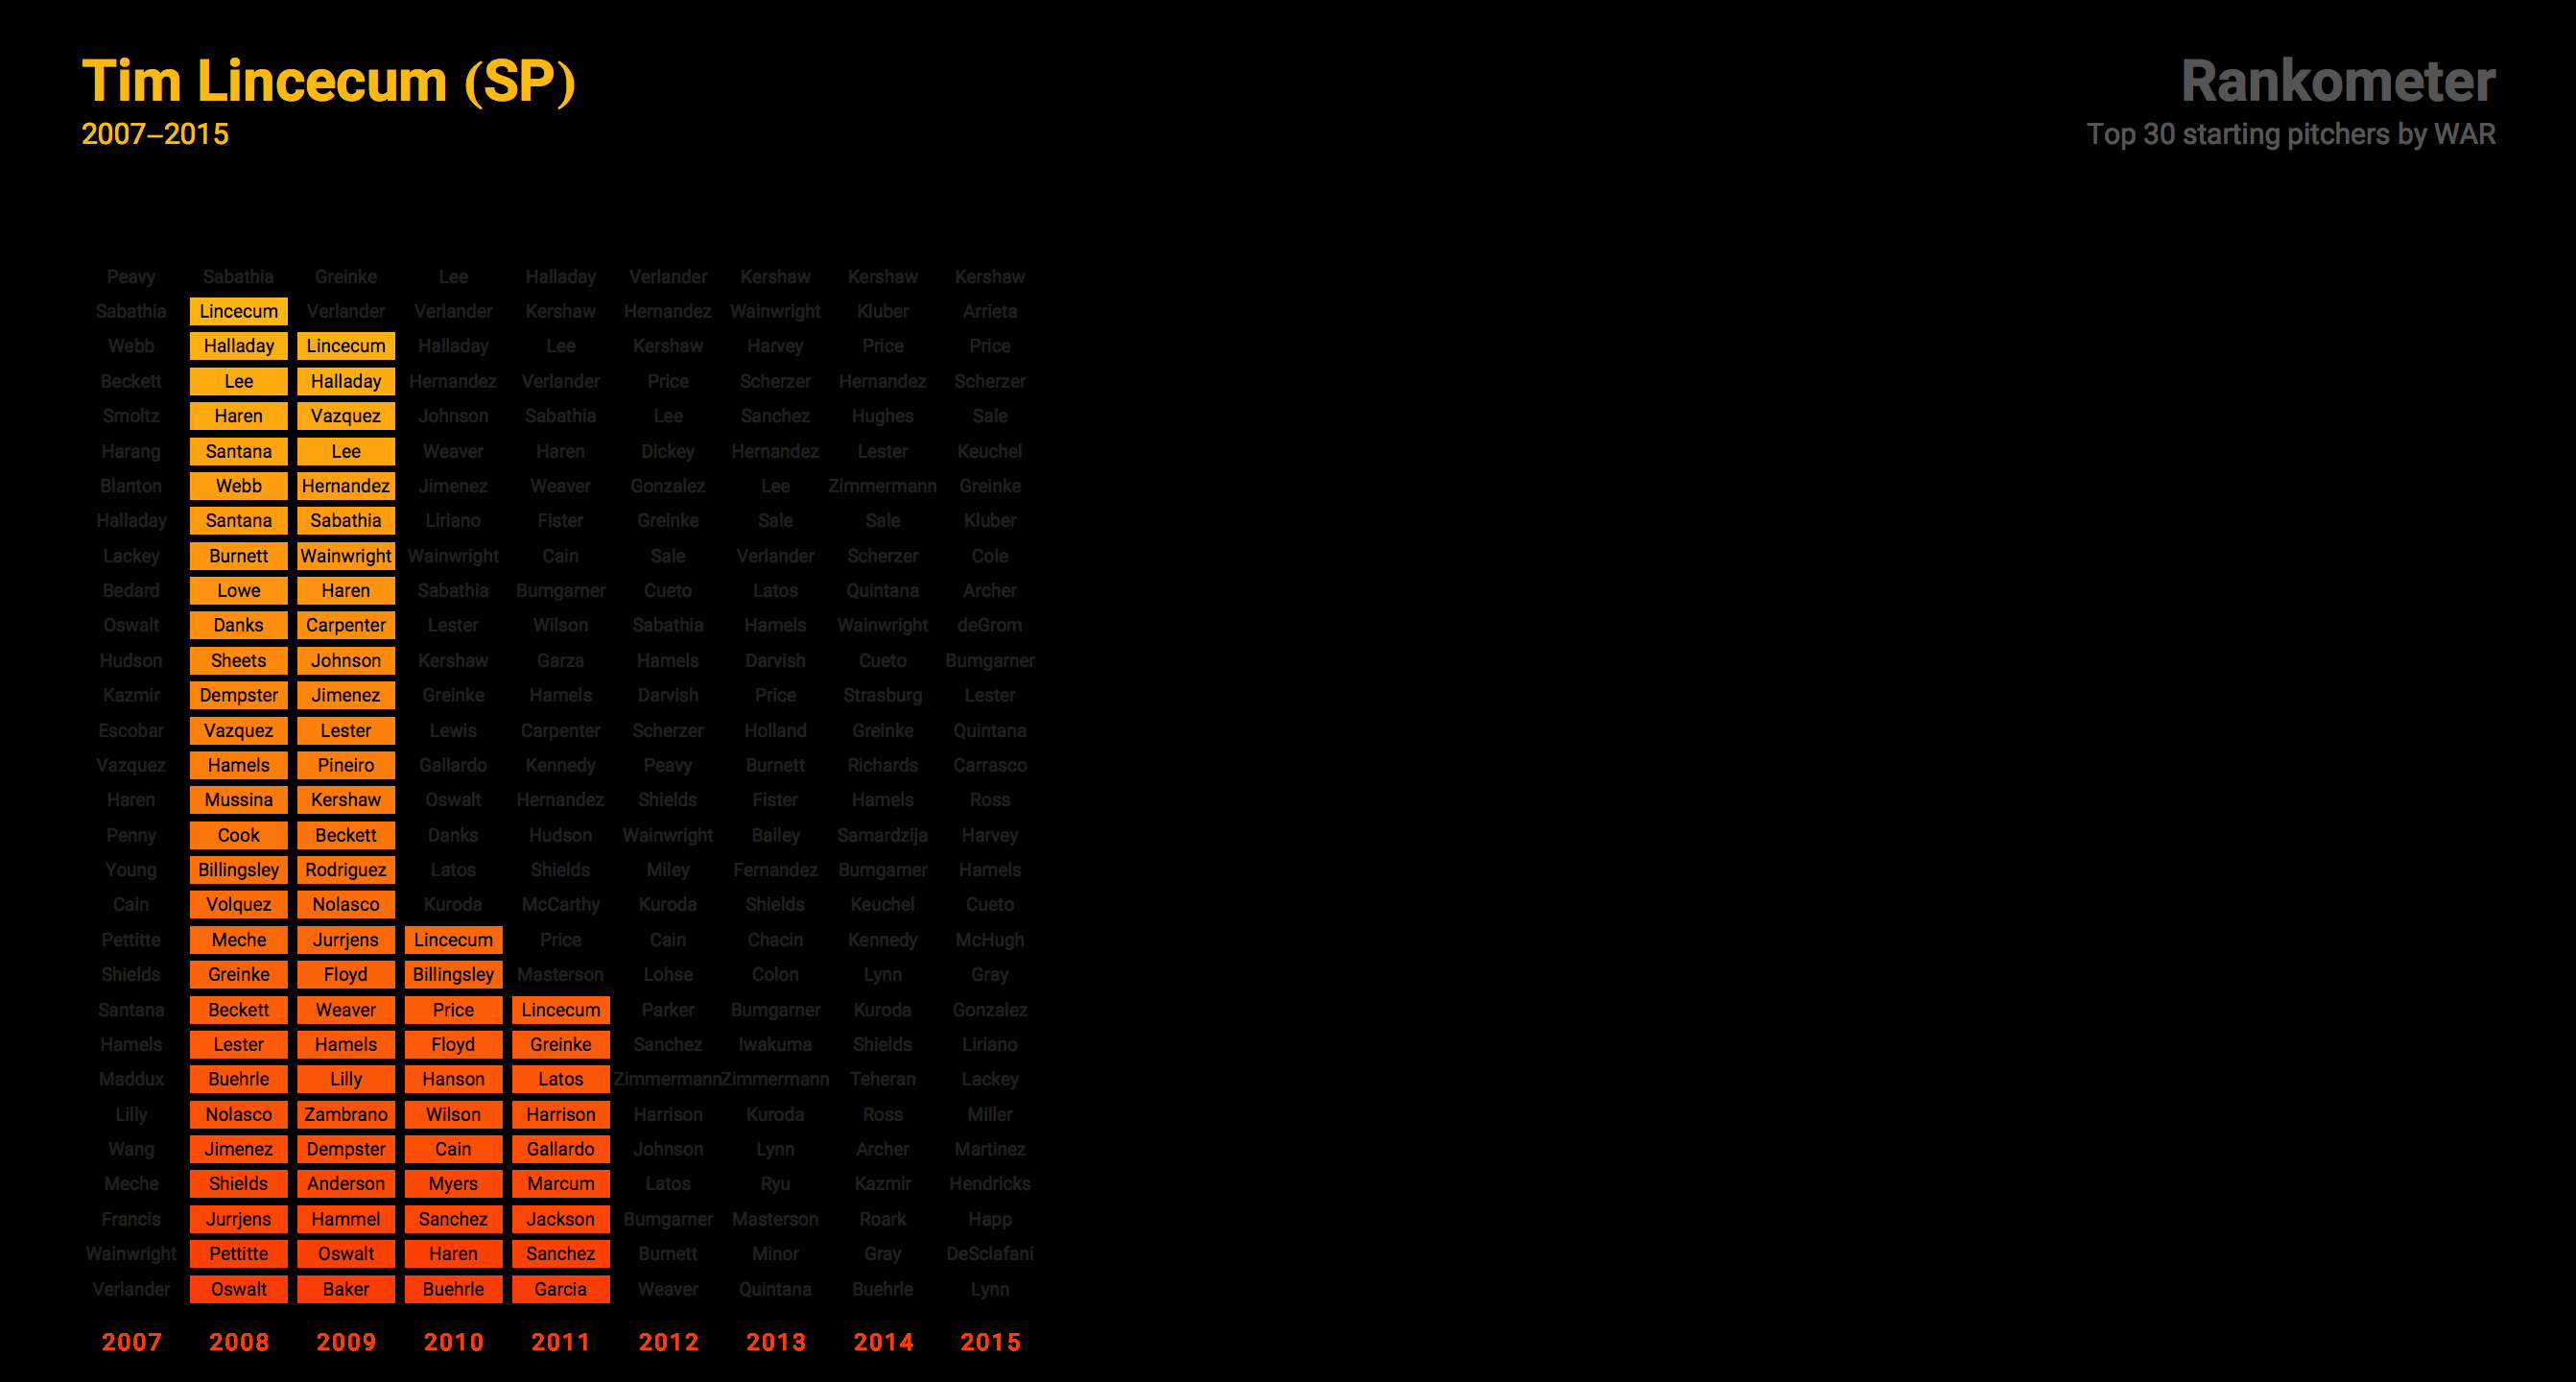 Tim Lincecum (SP)
2007–2015
Rankometer
Top 30 starting pitchers by WAR
Peavy Sabathia Greinke Lee Halladay Verlander Kershaw Kershaw Kershaw
Sabathia Lincecum Verlander Verlander Kershaw Hernandez Wainwright Kluber Arrieta
Webb Halladay Lincecum Halladay Lee Kershaw Harvey Price Price
Beckett Lee Halladay Hernandez Verlander Price Scherzer Hernandez Scherzer
Smoltz Haren Vazquez Johnson Sabathia Lee Sanchez Hughes Sale
Harang Santana Lee Weaver Haren Dickey Hernandez Lester Keuchel
Blanton Webb Hernandez Jimenez Weaver Gonzalez Lee Zimmermann Greinke
Halladay Santana Sabathia Liriano Fister Greinke Sale Sale Kluber
Lackey Burnett Wainwright Wainwright Cain Sale Verlander Scherzer Cole
Bedard Lowe Haren Sabathia Bumgarner Cueto Latos Quintana Archer
Oswalt Danks Carpenter Lester Wilson Sabathia Hamels Wainwright deGrom
Hudson Sheets Johnson Kershaw Garza Hamels Darvish Cueto Bumgarner
Kazmir Dempster Jimenez Greinke Hamels Darvish Price Strasburg Lester
Escobar Vazquez Lester Lewis Carpenter Scherzer Holland Greinke Quintana
Vazquez Hamels Pineiro Gallardo Kennedy Peavy Burnett Richards Carrasco
Haren Mussina Kershaw Oswalt Hernandez Shields Fister Hamels Ross
Penny Cook Beckett Danks Hudson Wainwright Bailey Samardzija Harvey
Young Billingsley Rodriguez Latos Shields Miley Fernandez Bumgarner Hamels
Cain Volquez Nolasco Kuroda McCarthy Kuroda Shields Keuchel Cueto
Pettitte Meche Jurrjens Lincecum Price Cain Chacin Kennedy McHugh
Shields Greinke Floyd Billingsley Masterson Lohse Colon Lynn Gray
Santana Beckett Weaver Price Lincecum Parker Bumgarner Kuroda Gonzalez
Hamels Lester Hamels Floyd Greinke Sanchez Iwakuma Shields Liriano
Maddux Buehrle Lilly Hanson Latos Zimmermann Zimmermann Teheran Lackey
Lilly Nolasco Zambrano Wilson Harrison Harrison Kuroda Ross Miller
Wang Jimenez Dempster Cain Gallardo Johnson Lynn Archer Martinez
Meche Shields Anderson Myers Marcum Latos Ryu Kazmir Hendricks
Francis Jurrjens Hammel Sanchez Jackson Bumgarner Masterson Roark Happ
Wainwright Pettitte Oswalt Haren Sanchez Burnett Minor Gray DeSclafani
Verlander Oswalt Baker Buehrle Garcia Weaver Quintana Buehrle Lynn
2007 2008 2009 2010 2011 2012 2013 2014 2015